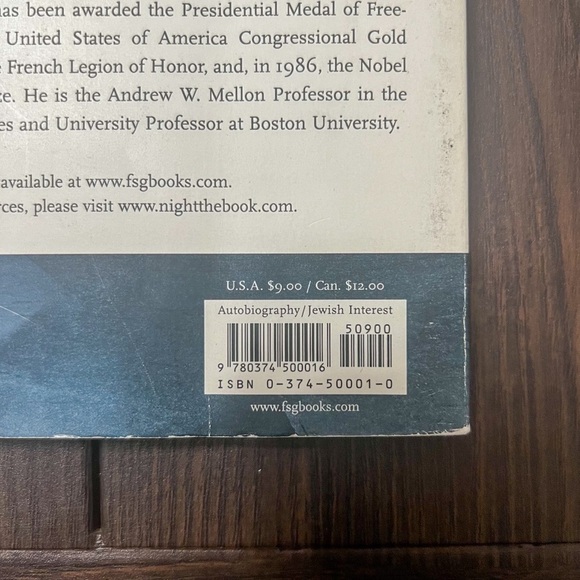 has been awarded the Presidential Medal of Free-
United States of America Congressional Gold
French Legion of Honor, and, in 1986, the Nobel
He is the Andrew W. Mellon Professor in the
es and University Professor at Boston University.
available at www.fsgbooks.com.
rces, please visit www.nightthebook.com.
U.S.A. $9.00 / Can. $12.00
Autobiography/Jewish Interest
50900
9 780374 500016
ISBN 0-374-50001-0
www.fsgbooks.com